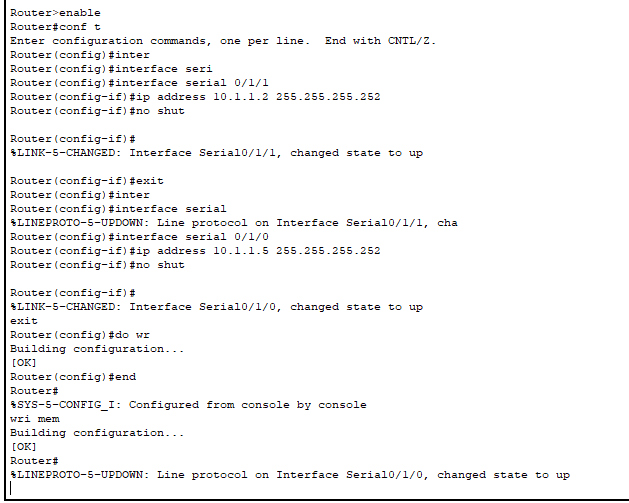 Router>enable
Router#conf t
Enter configuration commands, one per line.  End with CNTL/Z.
Router(config)#inter
Router(config)#interface seri
Router(config)#interface serial 0/1/1
Router(config-if)#ip address 10.1.1.2 255.255.255.252
Router(config-if)#no shut
Router(config-if)#
%LINK-5-CHANGED: Interface Serial0/1/1, changed state to up
Router(config-if)#exit
Router(config)#inter
Router(config)#interface serial
%LINEPROTO-5-UPDOWN: Line protocol on Interface Serial0/1/1, cha
Router(config)#interface serial 0/1/0
Router(config-if)#ip address 10.1.1.5 255.255.255.252
Router(config-if)#no shut
Router(config-if)#
%LINK-5-CHANGED: Interface Serial0/1/0, changed state to up
exit
Router(config)#do wr
Building configuration...
[OK]
Router(config)#end
Router#
%SYS-5-CONFIG_I: Configured from console by console
wri mem
Building configuration...
[OK]
Router#
%LINEPROTO-5-UPDOWN: Line protocol on Interface Serial0/1/0, changed state to up